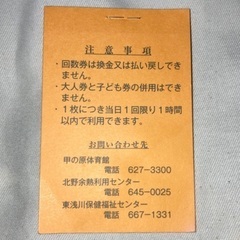 注意事項
・回数券は換金又は払い戻しでき
ません。
・大人券と子ども券の併用はでき
ません。
・1枚につき当日1回限り1時間
以内で利用できます。
お問い合わせ先
甲の原体育館
電話 627-3300
北野余熱利用センター
電話 645-0025
東浅川保健福祉センター
電話 667-1331